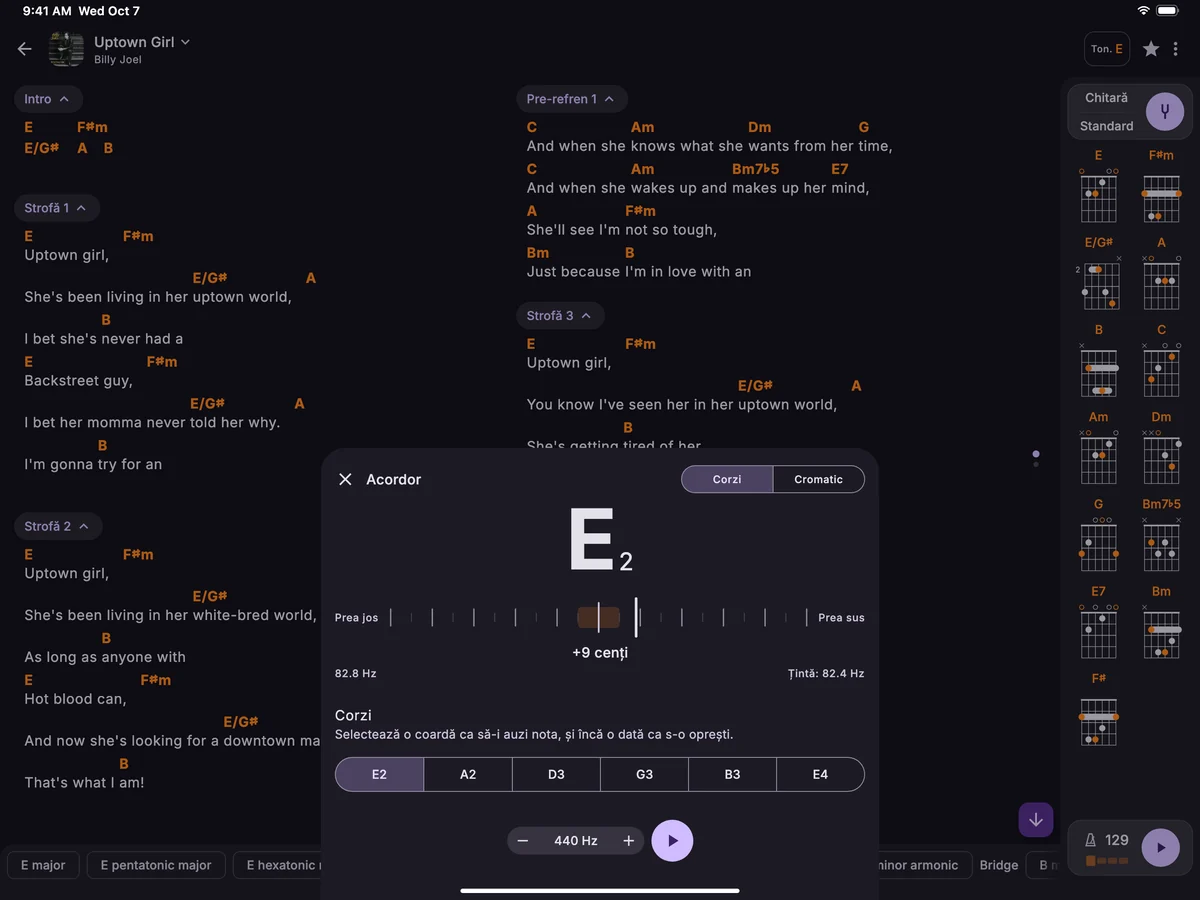 9:41 AM Wed Oct 7
Uptown Girl
Billy Joel
Ton. E
Intro
E F#m
E/G# A B
Strofă 1
E F#m
Uptown girl,
E/G# A
She's been living in her uptown world,
B
I bet she's never had a
E F#m
Backstreet guy,
E/G# A
I bet her momma never told her why.
B
I'm gonna try for an
Strofă 2
E F#m
Uptown girl,
E/G#
She's been living in her white-bred world,
B
As long as anyone with
E F#m
Hot blood can,
E/G#
And now she's looking for a downtown ma
B
That's what I am!
Pre-refren 1
C Am Dm G
And when she knows what she wants from her time,
C Am Bm7♭5 E7
And when she wakes up and makes up her mind,
A F#m
She'll see I'm not so tough,
Bm B
Just because I'm in love with an
Strofă 3
E F#m
Uptown girl,
E/G# A
You know I've seen her in her uptown world,
B
She's getting tired of her
Chitară
Standard
E F#m
E/G# A
2
B C
Am Dm
G Bm7♭5
E7 Bm
F#
129
Acordor
Corzi Cromatic
E2
Prea jos Prea sus
+9 cenți
82.8 Hz Țintă: 82.4 Hz
Corzi
Selectează o coardă ca să-i auzi nota, și încă o dată ca s-o oprești.
E2 A2 D3 G3 B3 E4
− 440 Hz +
E major E pentatonic major E hexatonic minor armonic Bridge B